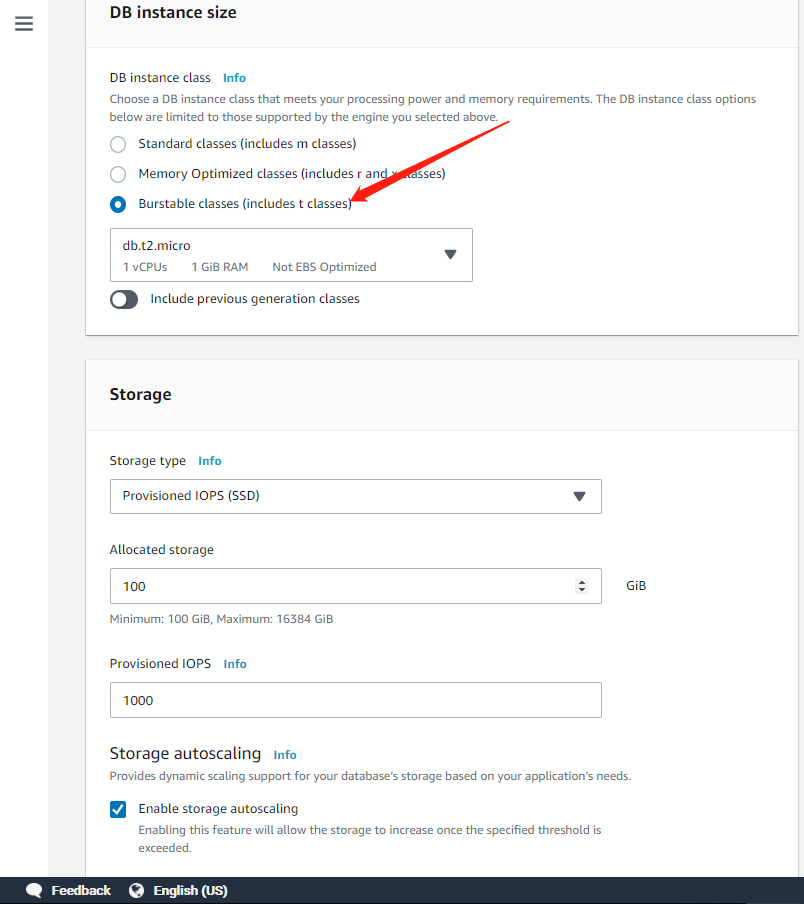 DB instance size
DB instance class Info
Choose a DB instance class that meets your processing power and memory requirements. The DB instance class options
below are limited to those supported by the engine you selected above.
Standard classes (includes m classes)
Memory Optimized classes (includes r and x classes)
Burstable classes (includes t classes)
db.t2.micro
1 vCPUs 1 GiB RAM Not EBS Optimized
Include previous generation classes
Storage
Storage type Info
Provisioned IOPS (SSD)
Allocated storage
100 GiB
Minimum: 100 GiB, Maximum: 16384 GiB
Provisioned IOPS Info
1000
Storage autoscaling Info
Provides dynamic scaling support for your database's storage based on your application's needs.
Enable storage autoscaling
Enabling this feature will allow the storage to increase once the specified threshold is
exceeded.
Feedback English (US)